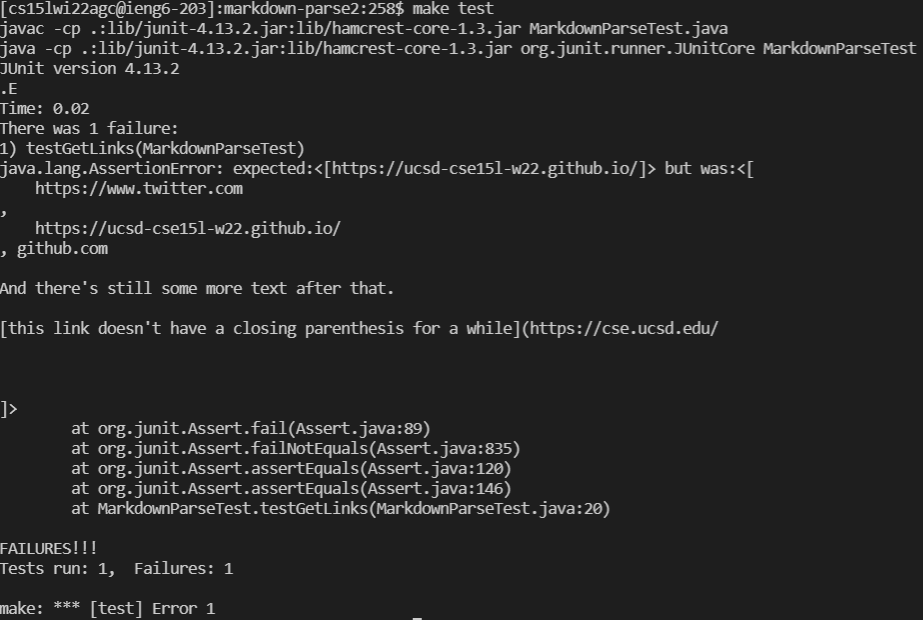 [cs15lwi22agc@ieng6-203]:markdown-parse2:258$ make test
javac -cp .:lib/junit-4.13.2.jar:lib/hamcrest-core-1.3.jar MarkdownParseTest.java
java -cp .:lib/junit-4.13.2.jar:lib/hamcrest-core-1.3.jar org.junit.runner.JUnitCore MarkdownParseTest
JUnit version 4.13.2
.E
Time: 0.02
There was 1 failure:
1) testGetLinks(MarkdownParseTest)
java.lang.AssertionError: expected:<[https://ucsd-cse15l-w22.github.io/]> but was:<[
    https://www.twitter.com
,
    https://ucsd-cse15l-w22.github.io/
, github.com

And there's still some more text after that.

[this link doesn't have a closing parenthesis for a while](https://cse.ucsd.edu/



]>
        at org.junit.Assert.fail(Assert.java:89)
        at org.junit.Assert.failNotEquals(Assert.java:835)
        at org.junit.Assert.assertEquals(Assert.java:120)
        at org.junit.Assert.assertEquals(Assert.java:146)
        at MarkdownParseTest.testGetLinks(MarkdownParseTest.java:20)

FAILURES!!!
Tests run: 1,  Failures: 1

make: *** [test] Error 1